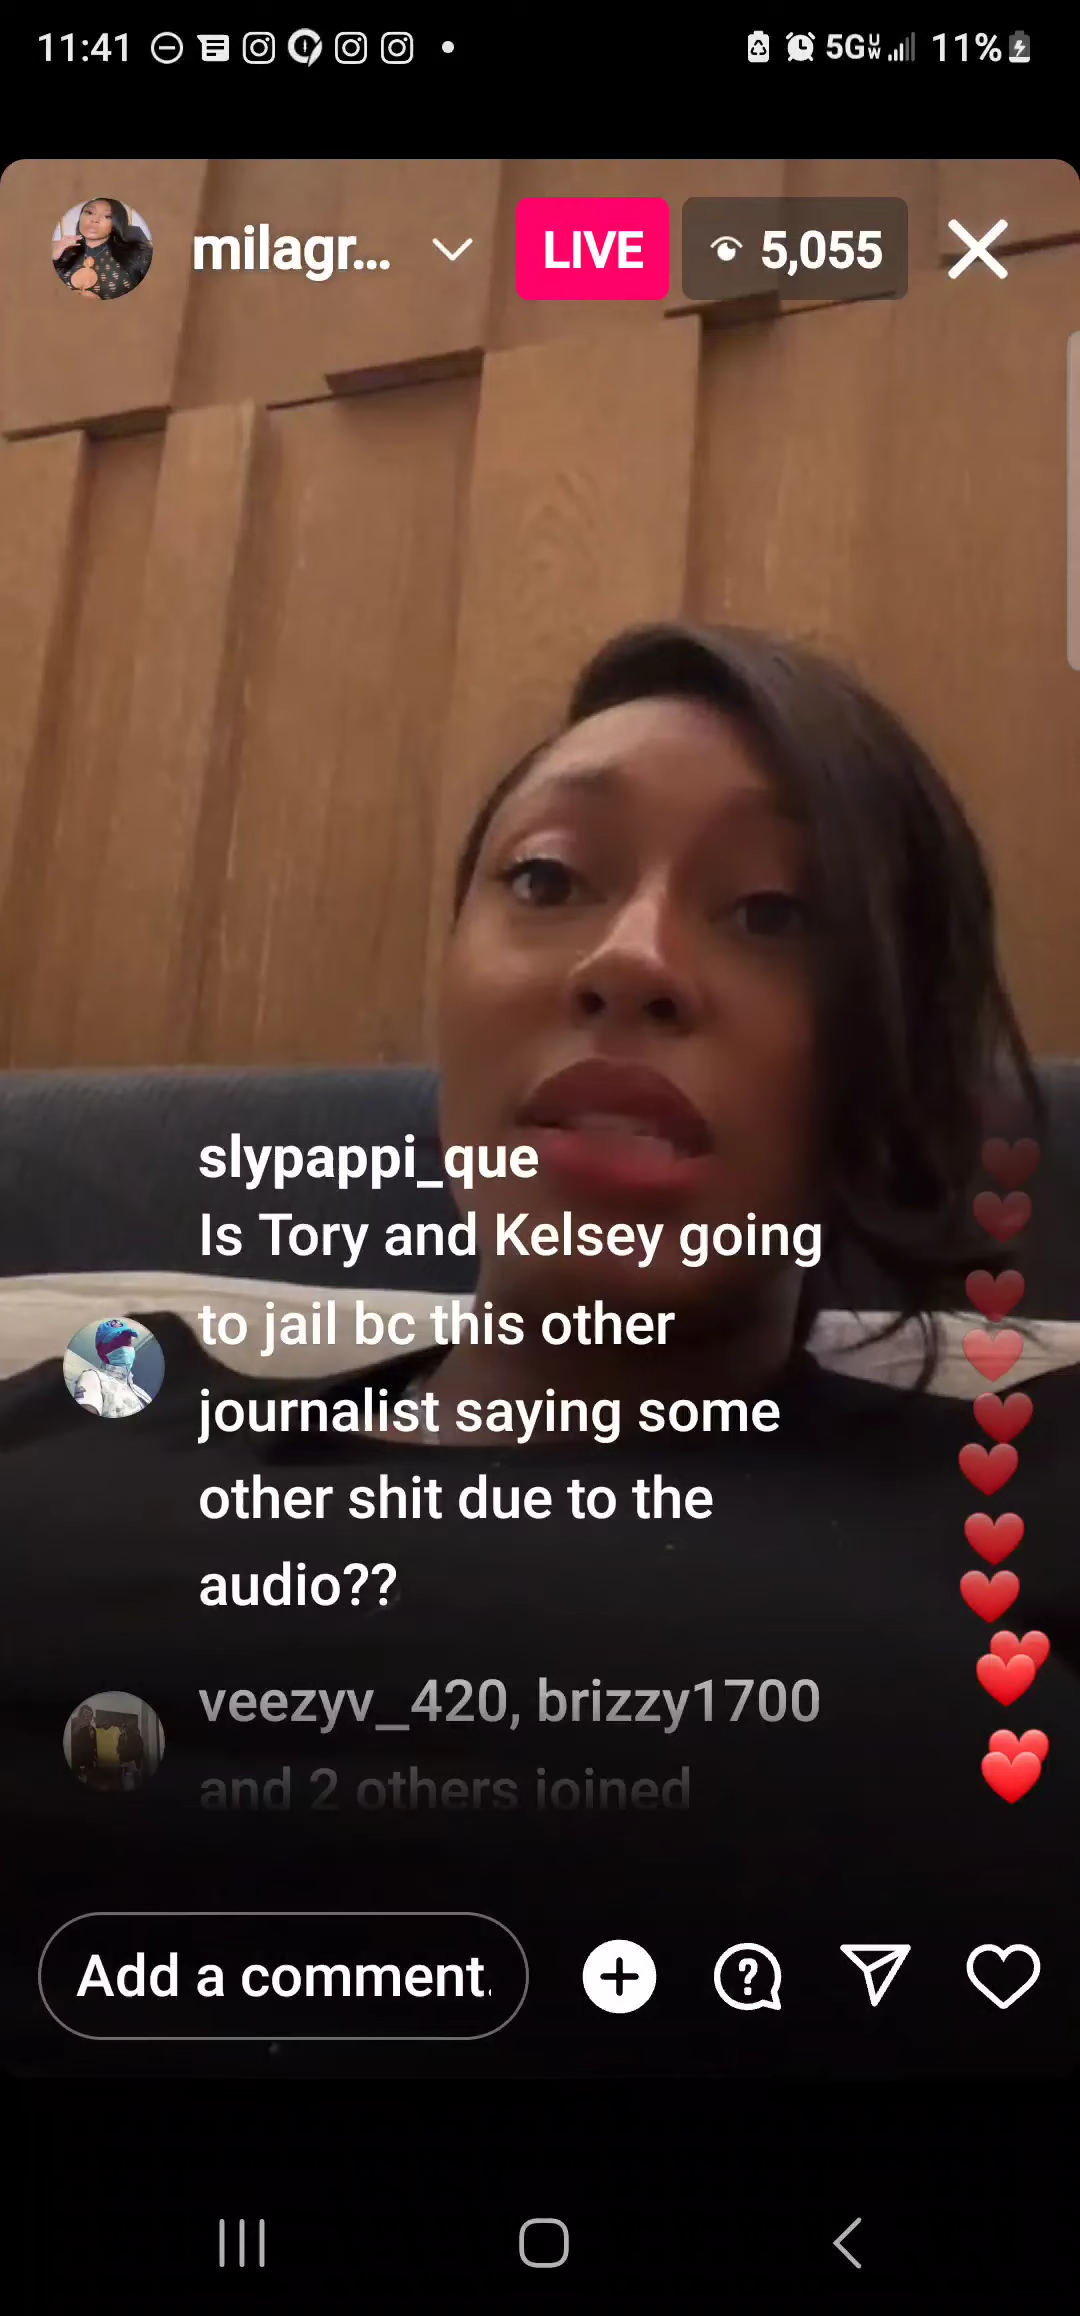 11:41 5G UW 11%
milagr... LIVE 5,055
slypappi_que
Is Tory and Kelsey going
to jail bc this other
journalist saying some
other shit due to the
audio??
veezyv_420, brizzy1700
and 2 others joined
Add a comment.